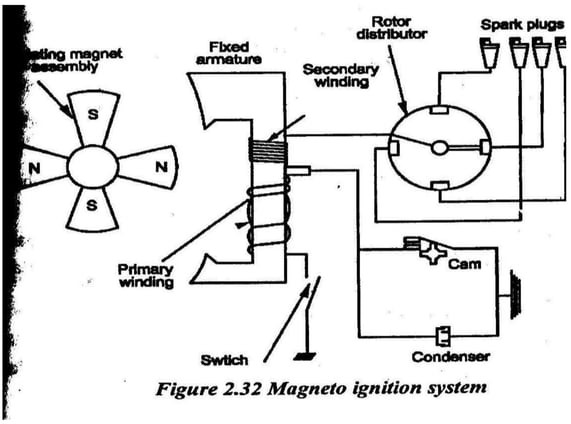 Rotor
distributor
Spark plugs
Fixed
armature
magnet
Secondary
winding
S
N
N
S
Primary
winding
Cam
Swtich
Condenser
Figure 2.32 Magneto ignition system